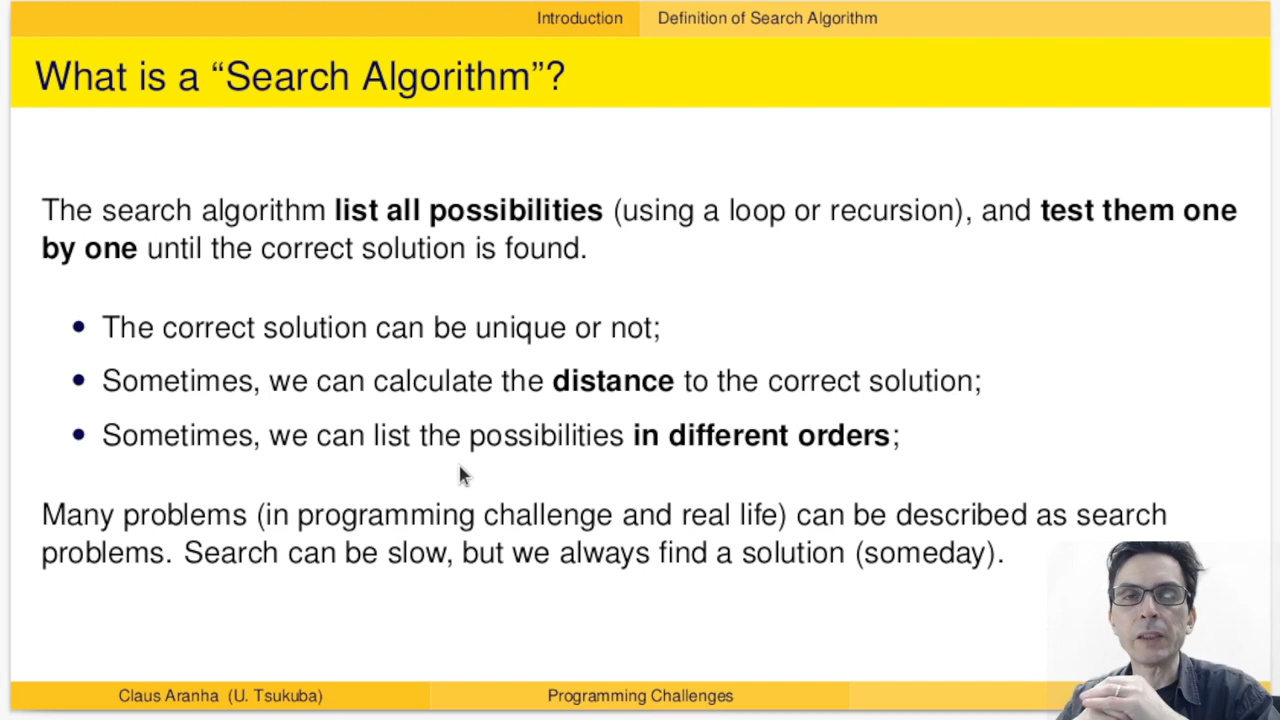 Introduction
Definition of Search Algorithm
What is a “Search Algorithm”?
The search algorithm list all possibilities (using a loop or recursion), and test them one
by one until the correct solution is found.
The correct solution can be unique or not;
Sometimes, we can calculate the distance to the correct solution;
Sometimes, we can list the possibilities in different orders;
Many problems (in programming challenge and real life) can be described as search
problems. Search can be slow, but we always find a solution (someday).
Claus Aranha (U. Tsukuba)
Programming Challenges